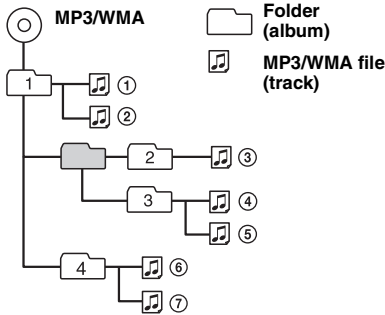 MP3/WMA
Folder
(album)
MP3/WMA file
(track)
1
①
②
2
③
3
④
⑤
4
⑥
⑦